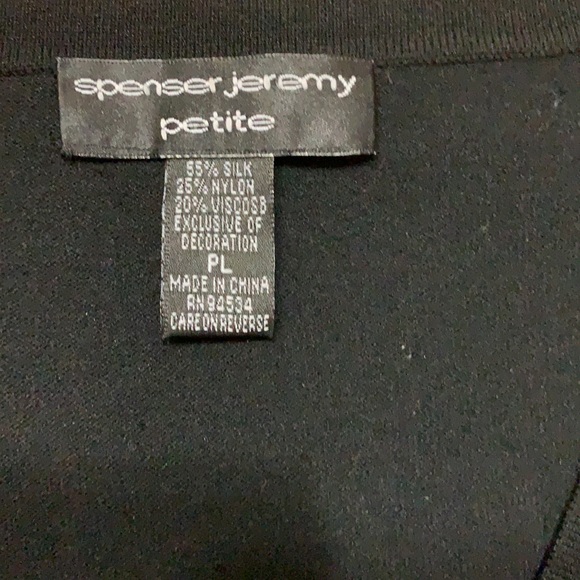 spenser jeremy
petite
55% SILK
25% NYLON
20% VISCOSB
EXCLUSIVE OF
DECORATION
PL
MADE IN CHINA
RN 94534
CARE ON REVERSE